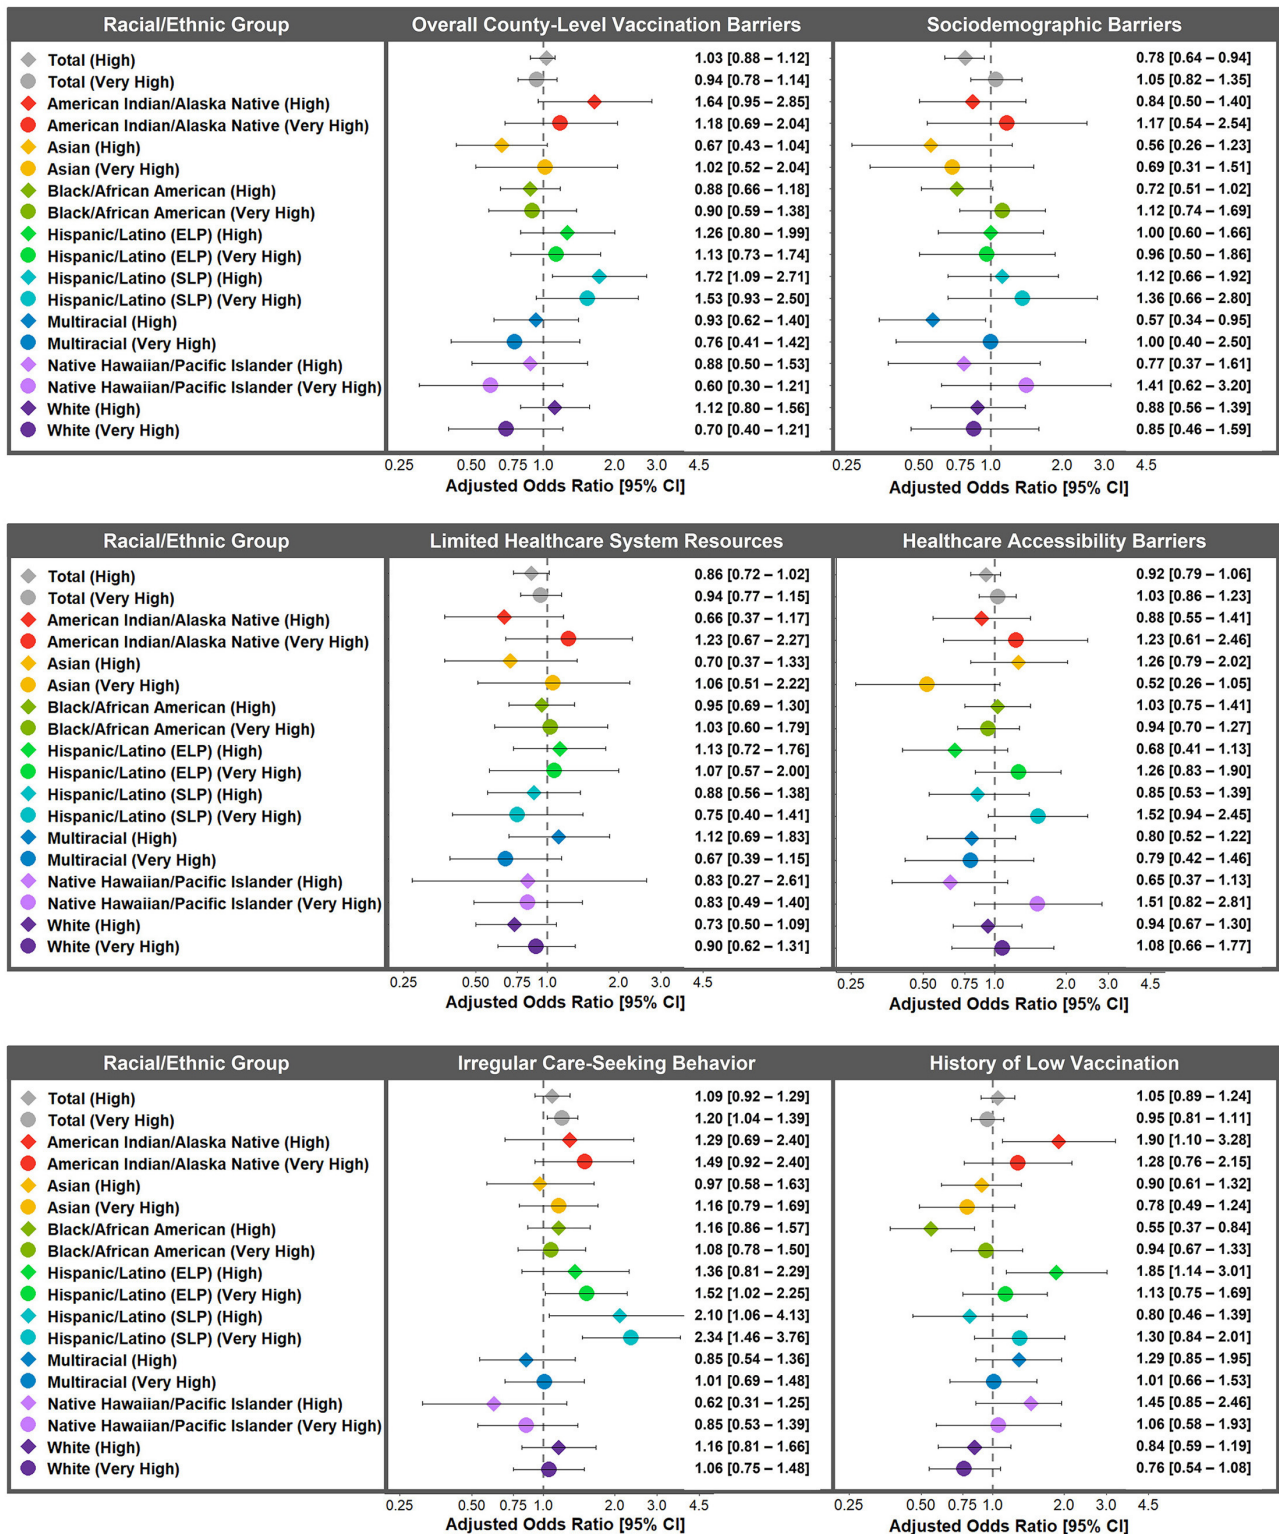 Racial/Ethnic Group Overall County-Level Vaccination Barriers Sociodemographic Barriers
Total (High) 1.03 [0.88 – 1.12] 0.78 [0.64 – 0.94]
Total (Very High) 0.94 [0.78 – 1.14] 1.05 [0.82 – 1.35]
American Indian/Alaska Native (High) 1.64 [0.95 – 2.85] 0.84 [0.50 – 1.40]
American Indian/Alaska Native (Very High) 1.18 [0.69 – 2.04] 1.17 [0.54 – 2.54]
Asian (High) 0.67 [0.43 – 1.04] 0.56 [0.26 – 1.23]
Asian (Very High) 1.02 [0.52 – 2.04] 0.69 [0.31 – 1.51]
Black/African American (High) 0.88 [0.66 – 1.18] 0.72 [0.51 – 1.02]
Black/African American (Very High) 0.90 [0.59 – 1.38] 1.12 [0.74 – 1.69]
Hispanic/Latino (ELP) (High) 1.26 [0.80 – 1.99] 1.00 [0.60 – 1.66]
Hispanic/Latino (ELP) (Very High) 1.13 [0.73 – 1.74] 0.96 [0.50 – 1.86]
Hispanic/Latino (SLP) (High) 1.72 [1.09 – 2.71] 1.12 [0.66 – 1.92]
Hispanic/Latino (SLP) (Very High) 1.53 [0.93 – 2.50] 1.36 [0.66 – 2.80]
Multiracial (High) 0.93 [0.62 – 1.40] 0.57 [0.34 – 0.95]
Multiracial (Very High) 0.76 [0.41 – 1.42] 1.00 [0.40 – 2.50]
Native Hawaiian/Pacific Islander (High) 0.88 [0.50 – 1.53] 0.77 [0.37 – 1.61]
Native Hawaiian/Pacific Islander (Very High) 0.60 [0.30 – 1.21] 1.41 [0.62 – 3.20]
White (High) 1.12 [0.80 – 1.56] 0.88 [0.56 – 1.39]
White (Very High) 0.70 [0.40 – 1.21] 0.85 [0.46 – 1.59]
0.25 0.50 0.75 1.0 2.0 3.0 4.5 0.25 0.50 0.75 1.0 2.0 3.0 4.5
Adjusted Odds Ratio [95% CI] Adjusted Odds Ratio [95% CI]
Racial/Ethnic Group Limited Healthcare System Resources Healthcare Accessibility Barriers
Total (High) 0.86 [0.72 – 1.02] 0.92 [0.79 – 1.06]
Total (Very High) 0.94 [0.77 – 1.15] 1.03 [0.86 – 1.23]
American Indian/Alaska Native (High) 0.66 [0.37 – 1.17] 0.88 [0.55 – 1.41]
American Indian/Alaska Native (Very High) 1.23 [0.67 – 2.27] 1.23 [0.61 – 2.46]
Asian (High) 0.70 [0.37 – 1.33] 1.26 [0.79 – 2.02]
Asian (Very High) 1.06 [0.51 – 2.22] 0.52 [0.26 – 1.05]
Black/African American (High) 0.95 [0.69 – 1.30] 1.03 [0.75 – 1.41]
Black/African American (Very High) 1.03 [0.60 – 1.79] 0.94 [0.70 – 1.27]
Hispanic/Latino (ELP) (High) 1.13 [0.72 – 1.76] 0.68 [0.41 – 1.13]
Hispanic/Latino (ELP) (Very High) 1.07 [0.57 – 2.00] 1.26 [0.83 – 1.90]
Hispanic/Latino (SLP) (High) 0.88 [0.56 – 1.38] 0.85 [0.53 – 1.39]
Hispanic/Latino (SLP) (Very High) 0.75 [0.40 – 1.41] 1.52 [0.94 – 2.45]
Multiracial (High) 1.12 [0.69 – 1.83] 0.80 [0.52 – 1.22]
Multiracial (Very High) 0.67 [0.39 – 1.15] 0.79 [0.42 – 1.46]
Native Hawaiian/Pacific Islander (High) 0.83 [0.27 – 2.61] 0.65 [0.37 – 1.13]
Native Hawaiian/Pacific Islander (Very High) 0.83 [0.49 – 1.40] 1.51 [0.82 – 2.81]
White (High) 0.73 [0.50 – 1.09] 0.94 [0.67 – 1.30]
White (Very High) 0.90 [0.62 – 1.31] 1.08 [0.66 – 1.77]
0.25 0.50 0.75 1.0 2.0 3.0 4.5 0.25 0.50 0.75 1.0 2.0 3.0 4.5
Adjusted Odds Ratio [95% CI] Adjusted Odds Ratio [95% CI]
Racial/Ethnic Group Irregular Care-Seeking Behavior History of Low Vaccination
Total (High) 1.09 [0.92 – 1.29] 1.05 [0.89 – 1.24]
Total (Very High) 1.20 [1.04 – 1.39] 0.95 [0.81 – 1.11]
American Indian/Alaska Native (High) 1.29 [0.69 – 2.40] 1.90 [1.10 – 3.28]
American Indian/Alaska Native (Very High) 1.49 [0.92 – 2.40] 1.28 [0.76 – 2.15]
Asian (High) 0.97 [0.58 – 1.63] 0.90 [0.61 – 1.32]
Asian (Very High) 1.16 [0.79 – 1.69] 0.78 [0.49 – 1.24]
Black/African American (High) 1.16 [0.86 – 1.57] 0.55 [0.37 – 0.84]
Black/African American (Very High) 1.08 [0.78 – 1.50] 0.94 [0.67 – 1.33]
Hispanic/Latino (ELP) (High) 1.36 [0.81 – 2.29] 1.85 [1.14 – 3.01]
Hispanic/Latino (ELP) (Very High) 1.52 [1.02 – 2.25] 1.13 [0.75 – 1.69]
Hispanic/Latino (SLP) (High) 2.10 [1.06 – 4.13] 0.80 [0.46 – 1.39]
Hispanic/Latino (SLP) (Very High) 2.34 [1.46 – 3.76] 1.30 [0.84 – 2.01]
Multiracial (High) 0.85 [0.54 – 1.36] 1.29 [0.85 – 1.95]
Multiracial (Very High) 1.01 [0.69 – 1.48] 1.01 [0.66 – 1.53]
Native Hawaiian/Pacific Islander (High) 0.62 [0.31 – 1.25] 1.45 [0.85 – 2.46]
Native Hawaiian/Pacific Islander (Very High) 0.85 [0.53 – 1.39] 1.06 [0.58 – 1.93]
White (High) 1.16 [0.81 – 1.66] 0.84 [0.59 – 1.19]
White (Very High) 1.06 [0.75 – 1.48] 0.76 [0.54 – 1.08]
0.25 0.50 0.75 1.0 2.0 3.0 4.5 0.25 0.50 0.75 1.0 2.0 3.0 4.5
Adjusted Odds Ratio [95% CI] Adjusted Odds Ratio [95% CI]